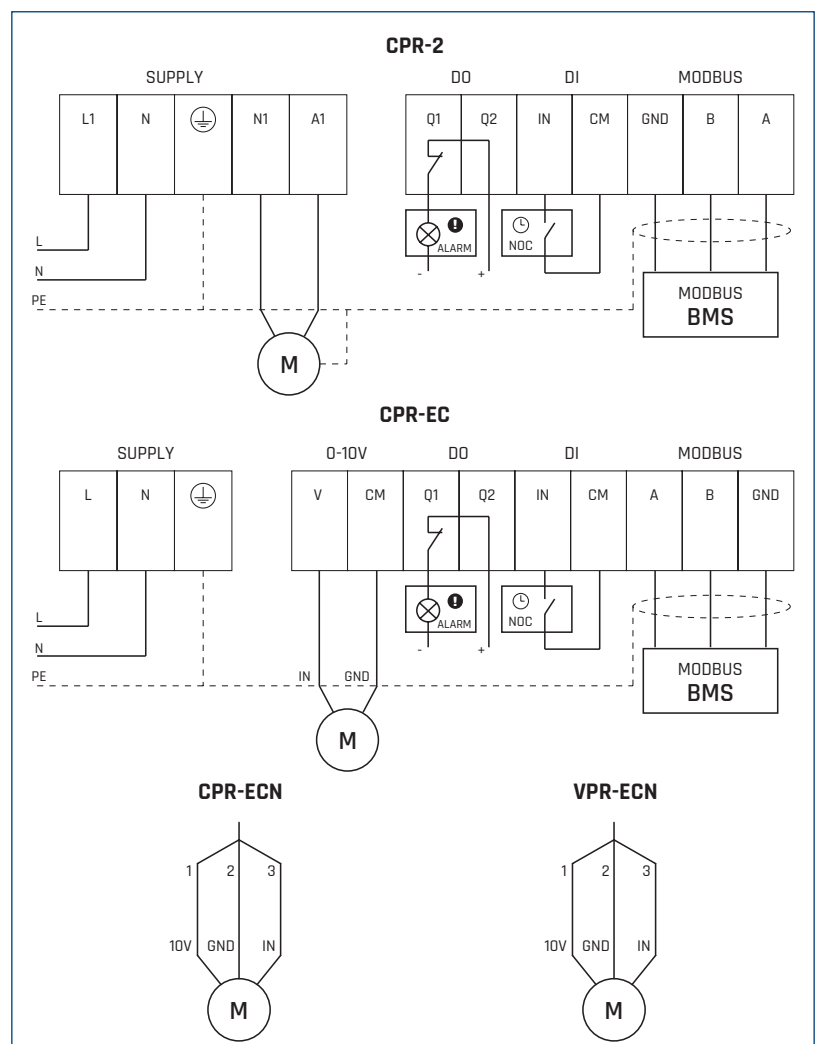 CPR-2
SUPPLY DO DI MODBUS
L1 N N1 A1 Q1 Q2 IN CM GND B A
L
N
PE
ALARM
- +
NOC
MODBUS
BMS
M
CPR-EC
SUPPLY 0-10V DO DI MODBUS
L N V CM Q1 Q2 IN CM A B GND
L
N
PE
IN GND
ALARM
- +
NOC
MODBUS
BMS
M
CPR-ECN VPR-ECN
1 2 3 1 2 3
10V GND IN 10V GND IN
M M